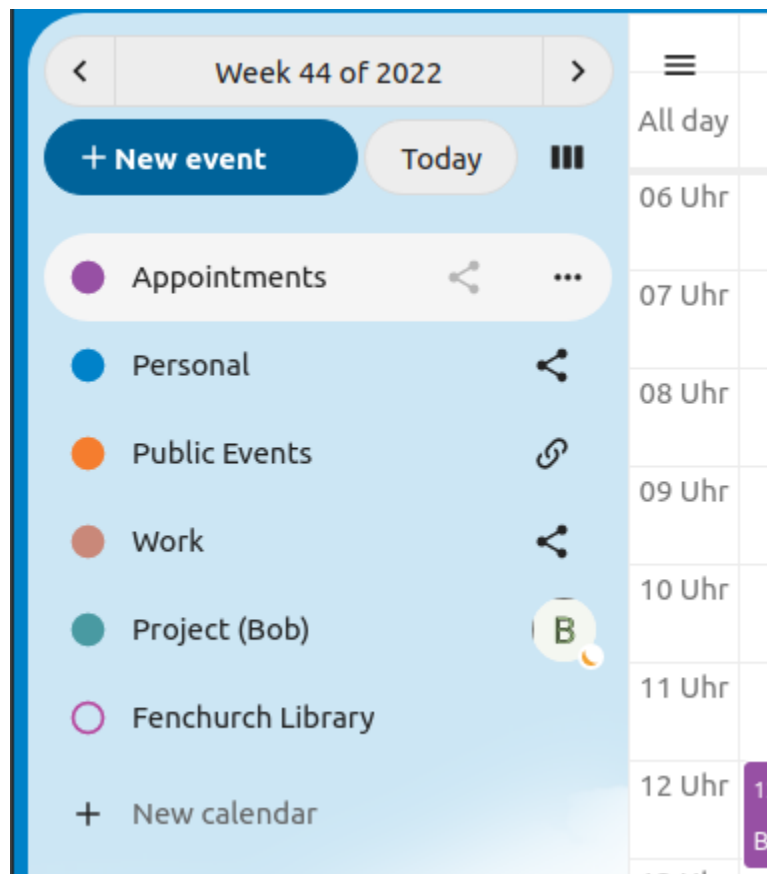 Week 44 of 2022
+ New event
Today
Appointments
Personal
Public Events
Work
Project (Bob)
B
Fenchurch Library
+ New calendar
All day
06 Uhr
07 Uhr
08 Uhr
09 Uhr
10 Uhr
11 Uhr
12 Uhr
1
B